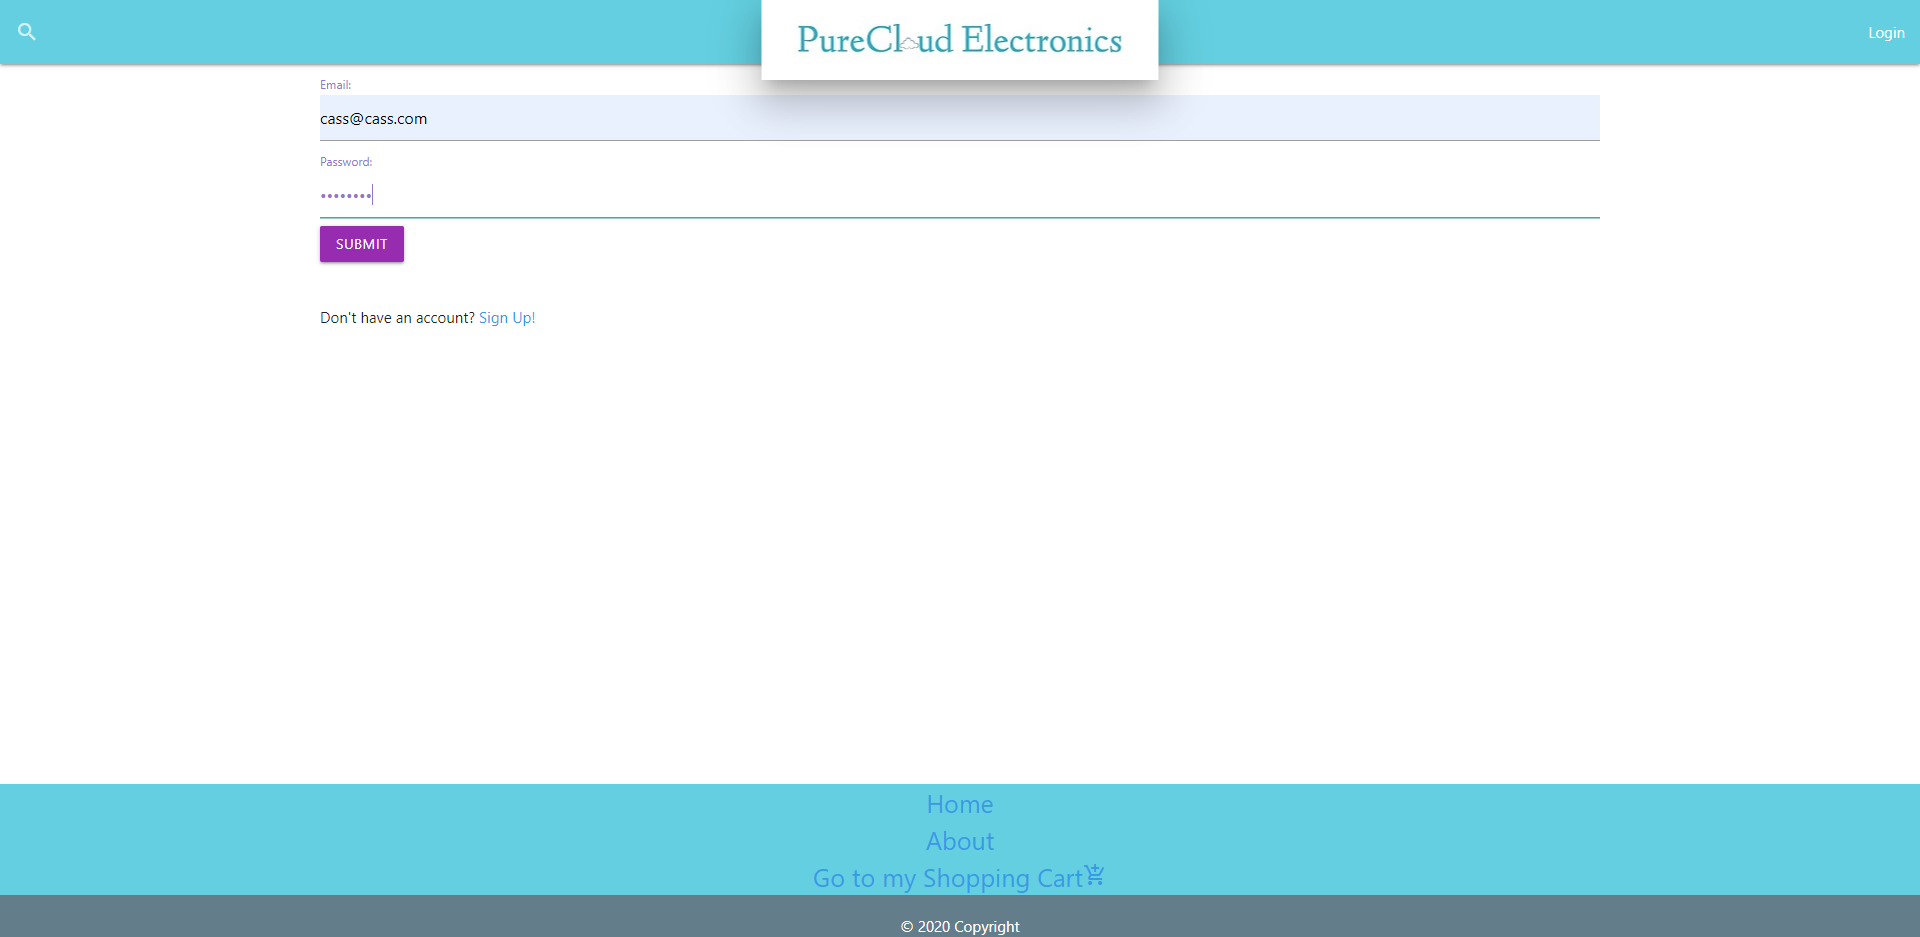 PureCloud Electronics
Login
Email:
cass@cass.com
Password:
••••••••
SUBMIT
Don't have an account? Sign Up!
Home
About
Go to my Shopping Cart
© 2020 Copyright